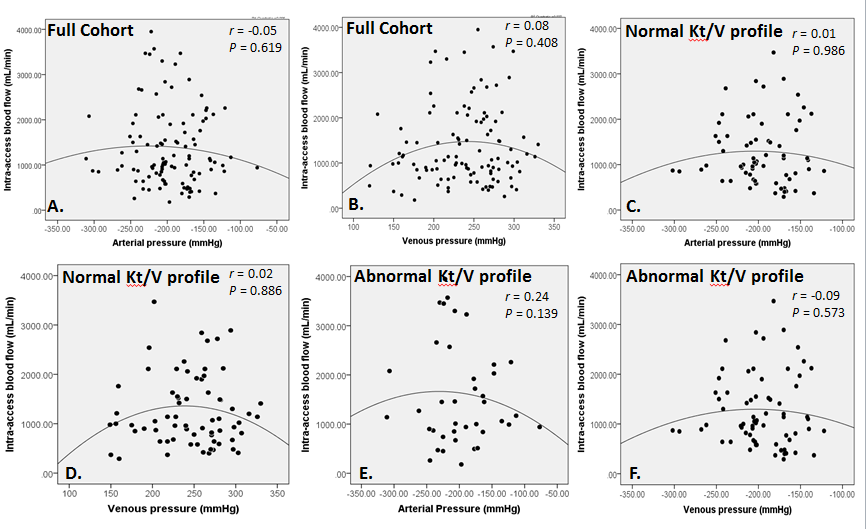 Full Cohort
r = -0.05
P = 0.619
Intra-access blood flow (mL/min)
4000.00
3000.00
2000.00
1000.00
.00
A.
-350.00 -300.00 -250.00 -200.00 -150.00 -100.00 -50.00
Arterial pressure (mmHg)
Full Cohort
r = 0.08
P = 0.408
Intra-access blood flow (mL/min)
4000.00
3000.00
2000.00
1000.00
.00
B.
100 150 200 250 300 350
Venous pressure (mmHg)
Normal Kt/V profile
r = 0.01
P = 0.986
Intra-access blood flow (mL/min)
4000.00
3000.00
2000.00
1000.00
.00
C.
-350.00 -300.00 -250.00 -200.00 -150.00 -100.00
Arterial pressure (mmHg)
Normal Kt/V profile
r = 0.02
P = 0.886
Intra-access blood flow (mL/min)
4000.00
3000.00
2000.00
1000.00
.00
D.
100 150 200 250 300 350
Venous pressure (mmHg)
Abnormal Kt/V profile
r = 0.24
P = 0.139
Intra-access blood flow (mL/min)
4000.00
3000.00
2000.00
1000.00
.00
E.
-350.00 -300.00 -250.00 -200.00 -150.00 -100.00 -50.00
Arterial Pressure (mmHg)
Abnormal Kt/V profile
r = -0.09
P = 0.573
Intra-access blood flow (mL/min)
4000.00
3000.00
2000.00
1000.00
.00
F.
-350.00 -300.00 -250.00 -200.00 -150.00 -100.00
Venous pressure (mmHg)